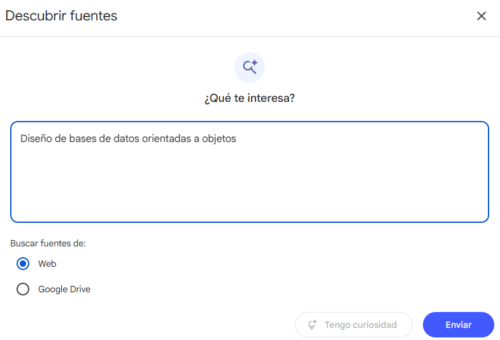 Descubrir fuentes
¿Qué te interesa?
Diseño de bases de datos orientadas a objetos
Buscar fuentes de:
Web
Google Drive
Tengo curiosidad
Enviar